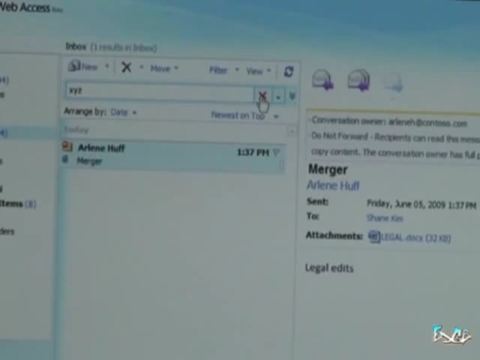 Web Access Beta
Inbox (1 results in Inbox)
New
Move
Filter
View
xyz
Arrange by: Date
Newest on Top
Today
Arlene Huff
1:37 PM
Merger
Items (8)
-Conversation owner: arleneh@contoso.com
-Do Not Forward - Recipients can read this
copy content. The conversation owner has full
Merger
Arlene Huff
Sent: Friday, June 05, 2009 1:37 PM
To: Shane Kim
Attachments: LEGAL.docx (32 KB)
Legal edits